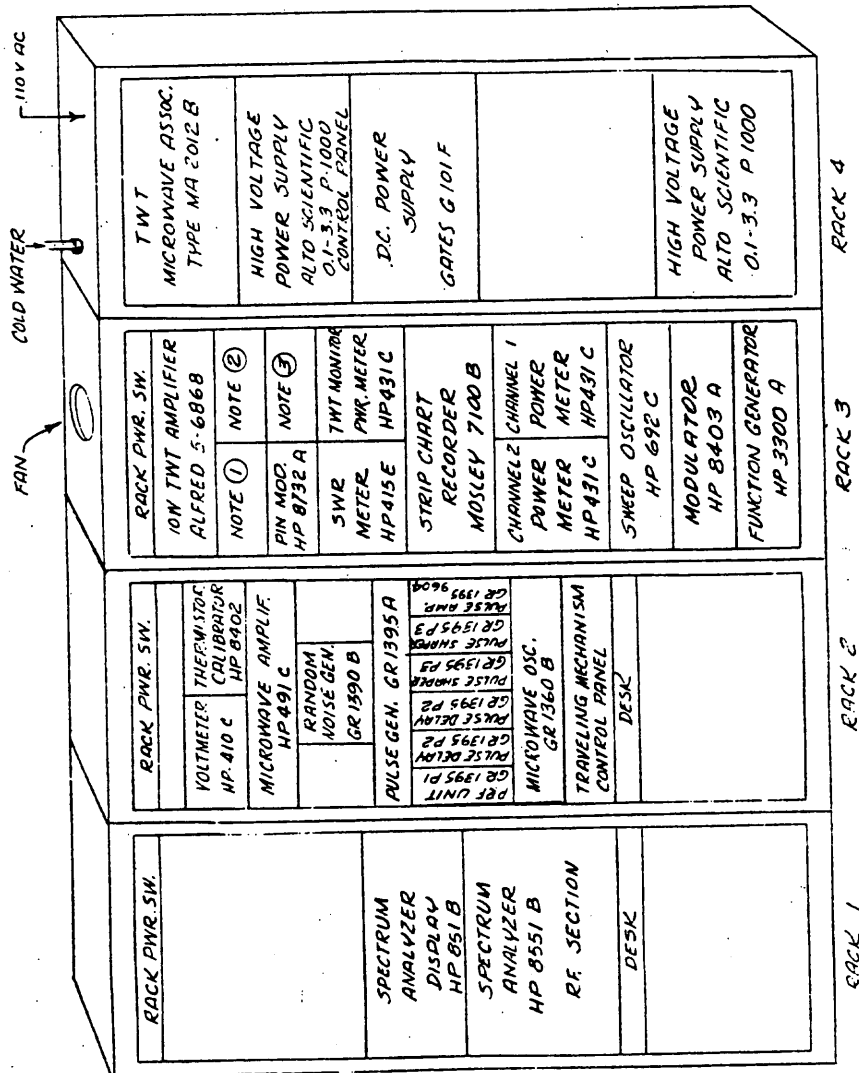 FAN
COLD WATER
110 V AC
RACK PWR. SW.
SPECTRUM
ANALYZER
DISPLAY
HP 851 B
SPECTRUM
ANALYZER
HP 8551 B
RF. SECTION
DESK
RACK 1
RACK PWR. SW.
VOLTMETER
HP. 410 C
THERMISTOR
CALIBRATOR
HP 8402
MICROWAVE AMPLIF.
HP 491 C
RANDOM
NOISE GEN.
GR 1390 B
PULSE GEN. GR 1395 A
PRF UNIT
GR 1395 P1
PULSE DELAY
GR 1395 P2
PULSE DELAY
GR 1395 P2
PULSE SHAPER
GR 1395 P3
PULSE SHAPER
GR 1395 P3
PULSE AMP.
GR 1395
9604
MICROWAVE OSC.
GR 1360 B
TRAVELING MECHANISM
CONTROL PANEL
DESK
RACK 2
RACK PWR. SW.
10W TWT AMPLIFIER
ALFRED 5-6868
NOTE 1
NOTE 2
PIN MOD.
HP 8732 A
NOTE 3
SWR
METER
HP 415 E
TWT MONITOR
PWR. METER
HP 431 C
STRIP CHART
RECORDER
MOSLEY 7100 B
CHANNEL 2
POWER
METER
HP 431 C
CHANNEL 1
POWER
METER
HP 431 C
SWEEP OSCILLATOR
HP 692 C
MODULATOR
HP 8403 A
FUNCTION GENERATOR
HP 3300 A
RACK 3
TWT
MICROWAVE ASSOC.
TYPE MA 2012 B
HIGH VOLTAGE
POWER SUPPLY
ALTO SCIENTIFIC
0.1-3.3 P-1000
CONTROL PANEL
D.C. POWER
SUPPLY
GATES G 101 F
HIGH VOLTAGE
POWER SUPPLY
ALTO SCIENTIFIC
0.1-3.3 P 1000
RACK 4